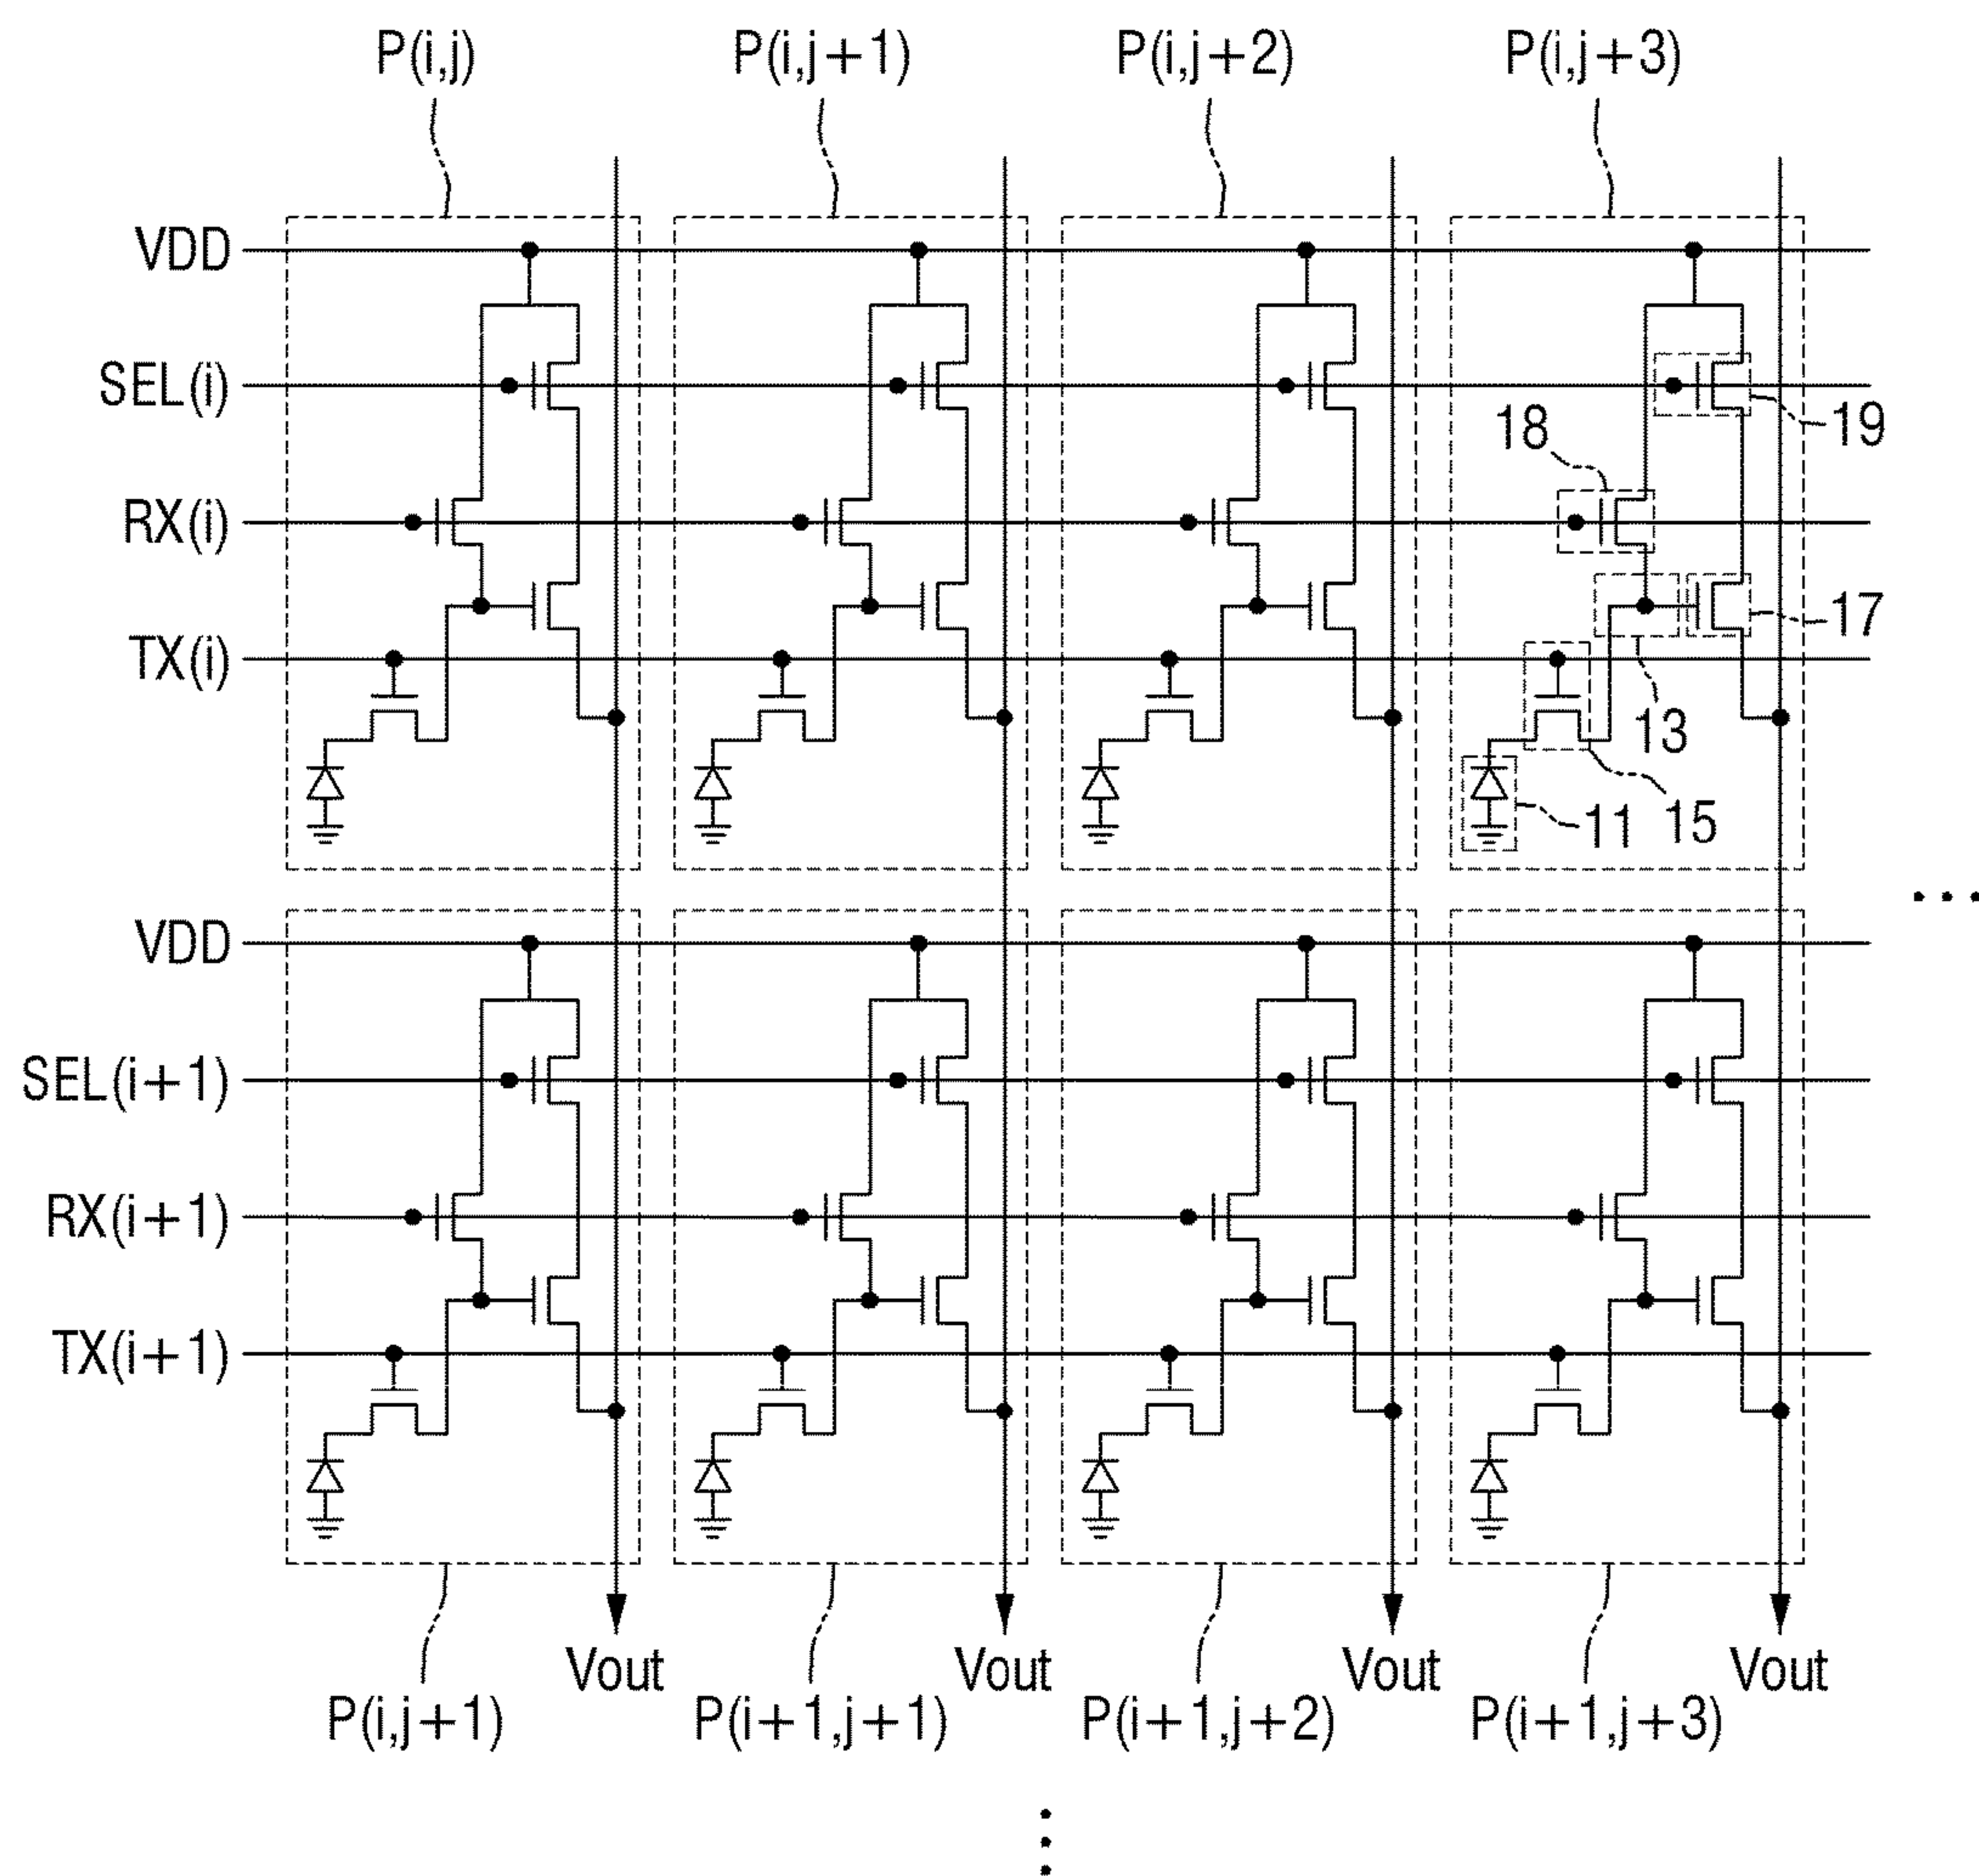 P(i,j) P(i,j+1) P(i,j+2) P(i,j+3)
VDD
SEL(i)
19
18
RX(i)
17
TX(i)
13
11 15
...
VDD
SEL(i+1)
RX(i+1)
TX(i+1)
Vout Vout Vout Vout
P(i,j+1) P(i+1,j+1) P(i+1,j+2) P(i+1,j+3)